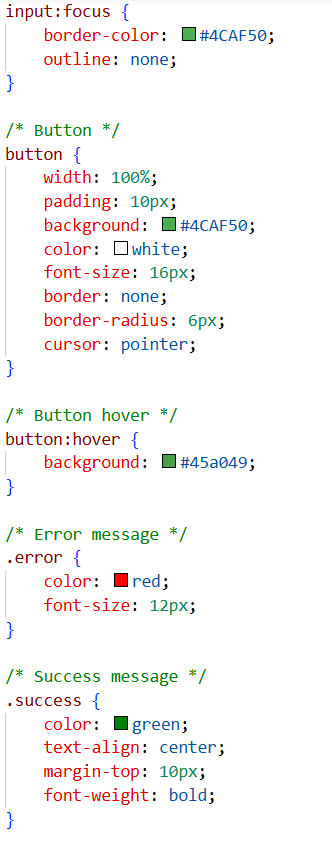 input:focus {
    border-color: #4CAF50;
    outline: none;
}

/* Button */
button {
    width: 100%;
    padding: 10px;
    background: #4CAF50;
    color: white;
    font-size: 16px;
    border: none;
    border-radius: 6px;
    cursor: pointer;
}

/* Button hover */
button:hover {
    background: #45a049;
}

/* Error message */
.error {
    color: red;
    font-size: 12px;
}

/* Success message */
.success {
    color: green;
    text-align: center;
    margin-top: 10px;
    font-weight: bold;
}